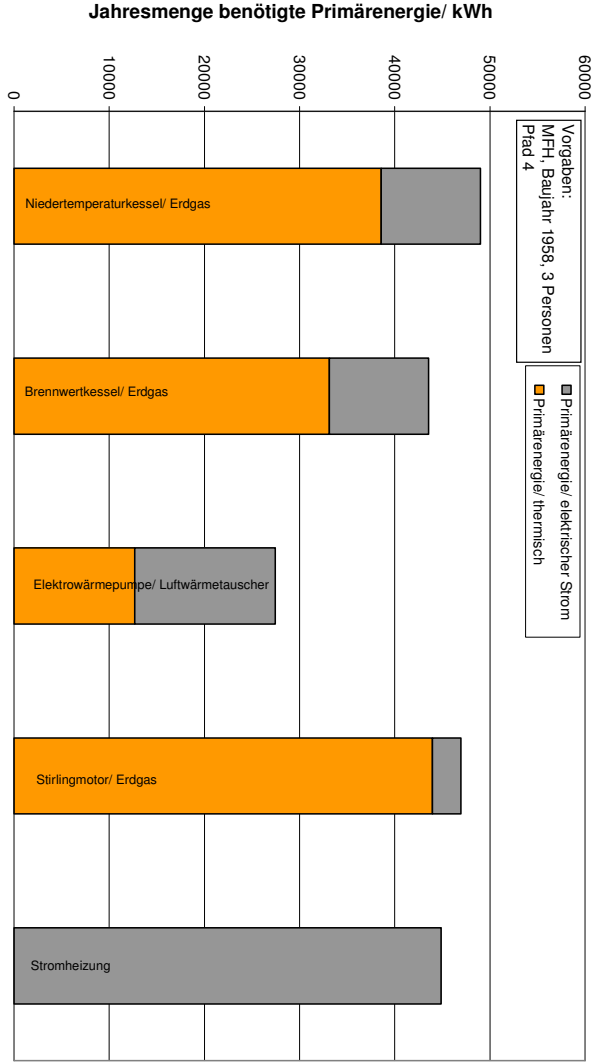 Jahresmenge benötigte Primärenergie/ kWh
60000
50000
40000
30000
20000
10000
0
Vorgaben:
MFH, Baujahr 1958, 3 Personen
Pfad 4
Primärenergie/ elektrischer Strom
Primärenergie/ thermisch
Niedertemperaturkessel/ Erdgas
Brennwertkessel/ Erdgas
Elektrowärmepumpe/ Luftwärmetauscher
Stirlingmotor/ Erdgas
Stromheizung